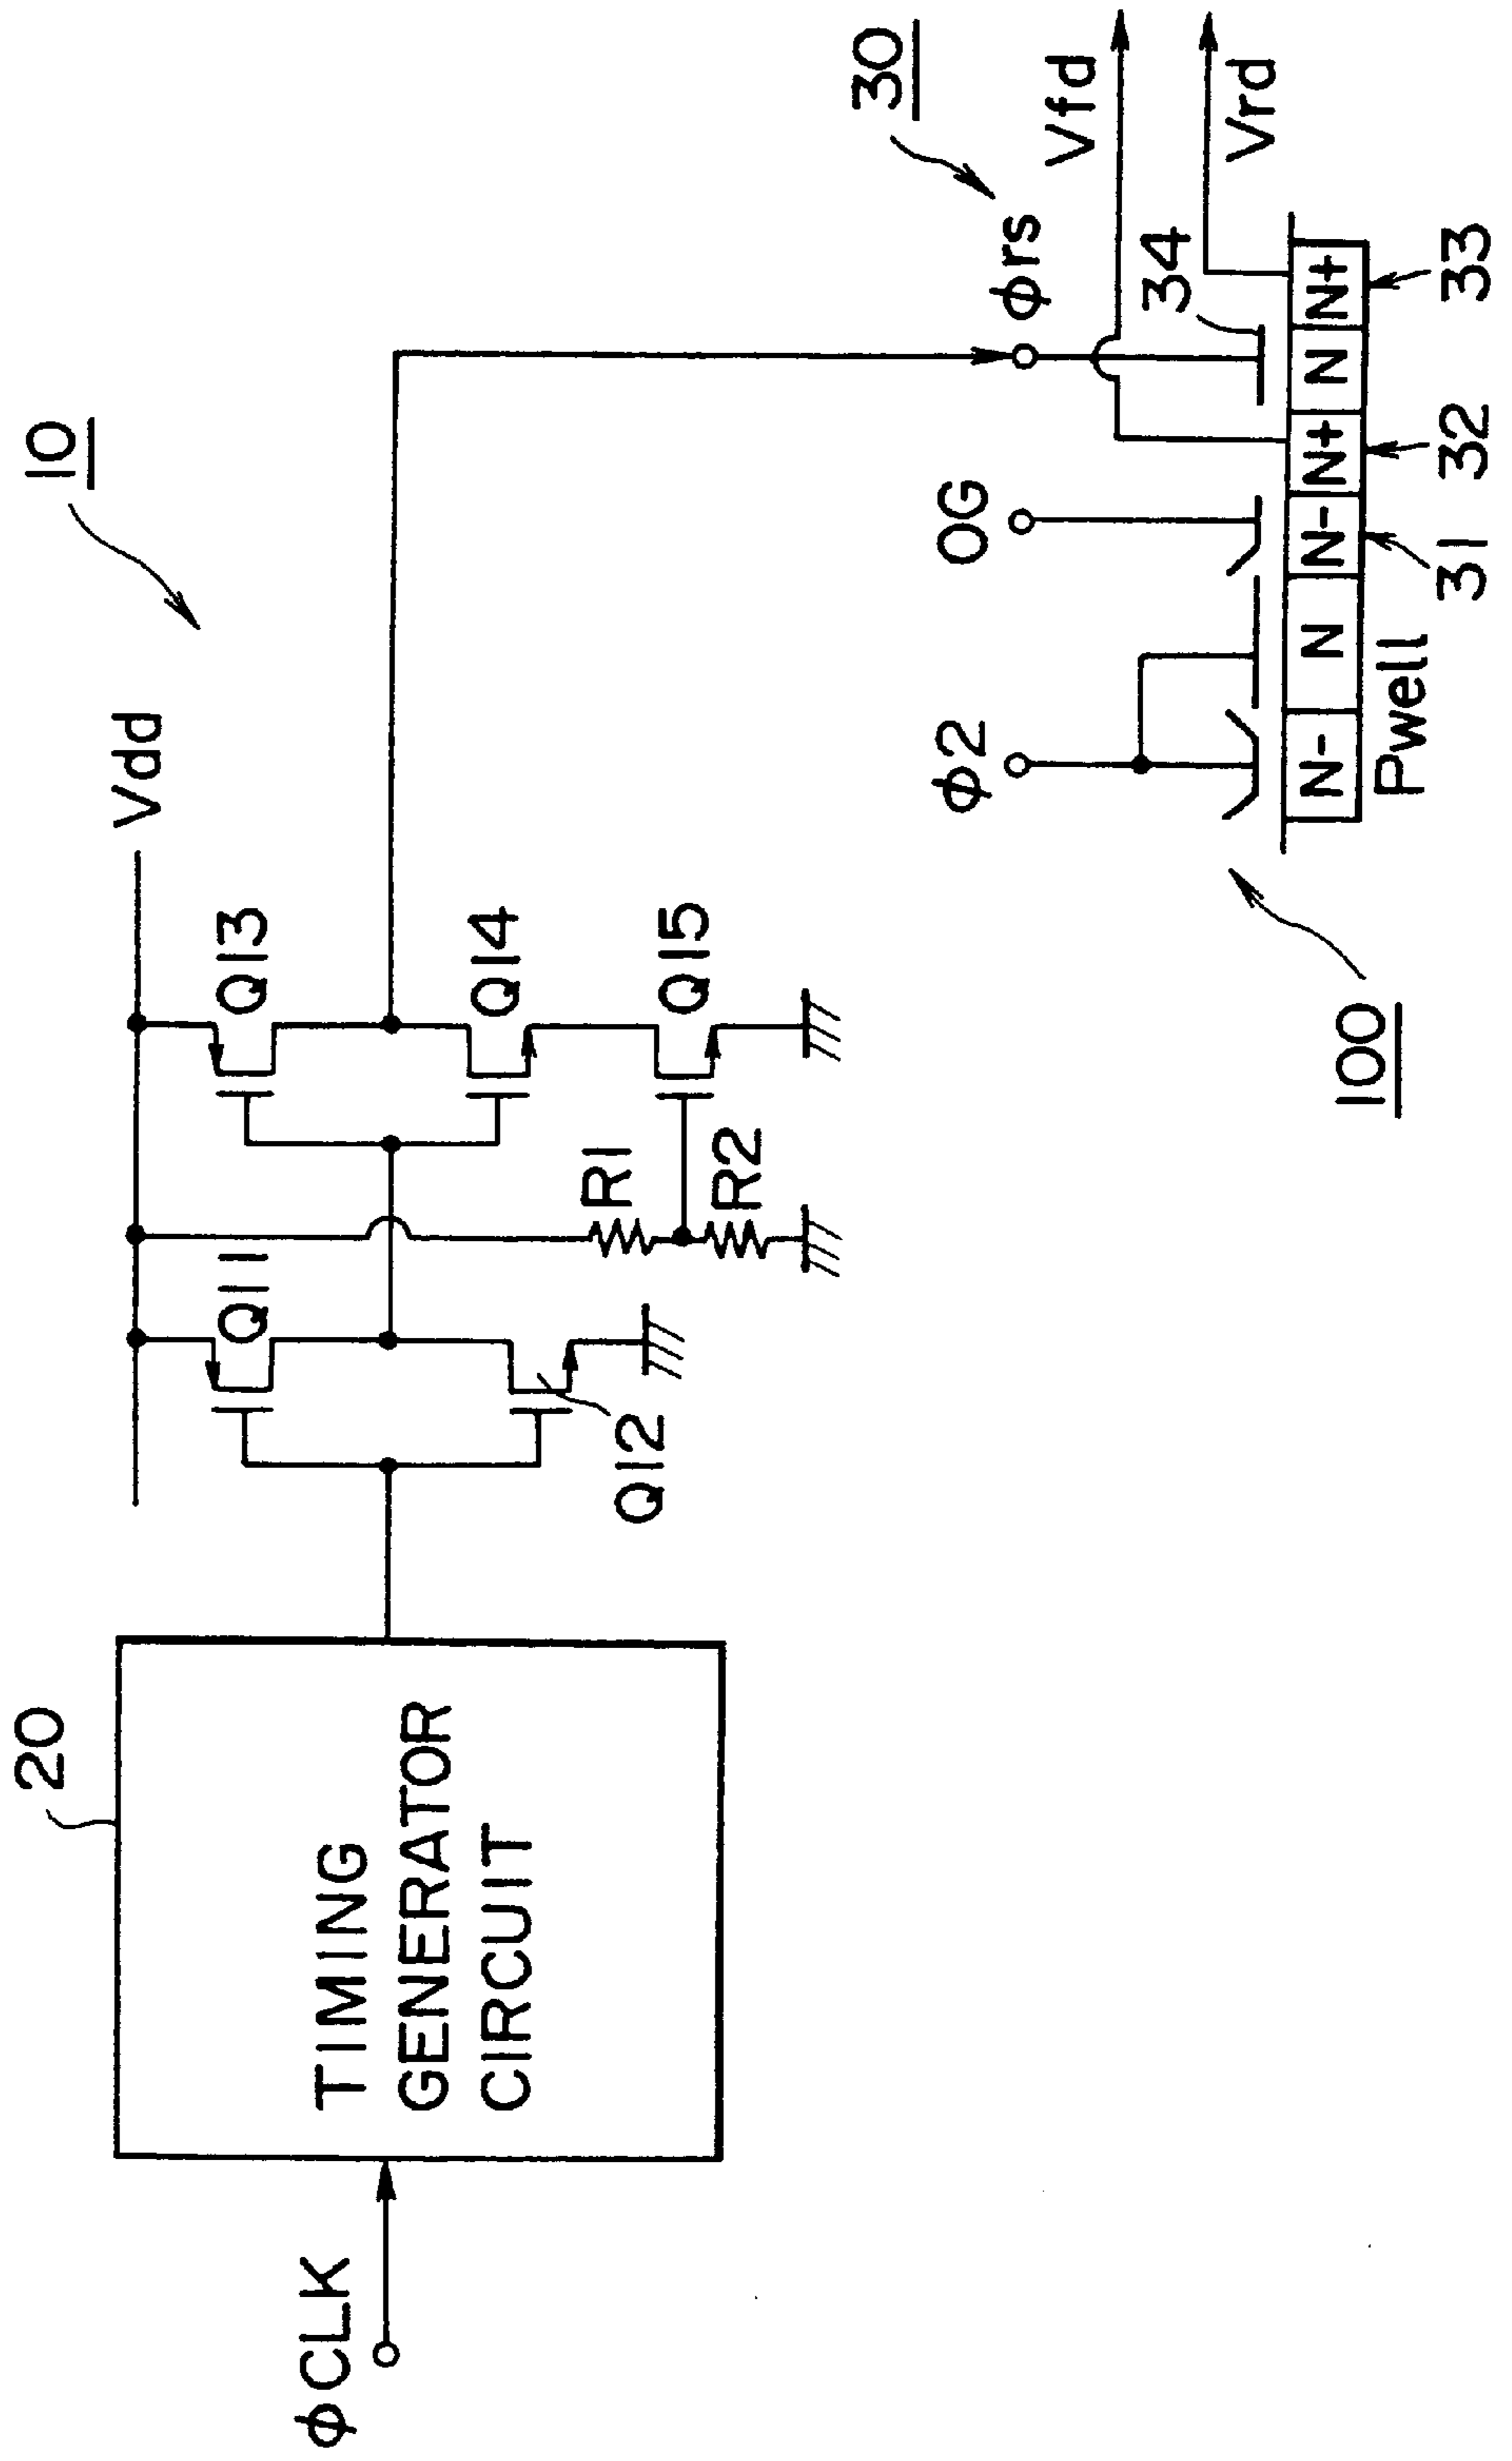 10
Vdd
20
Q11
Q13
φCLK
TIMING
GENERATOR
CIRCUIT
Q14
R1
Q12
Q15
R2
30
φ2
OG
φrs
Vfd
34
Vrd
100
N-
N
N-
N+
N
N+
Pwell
31
32
33